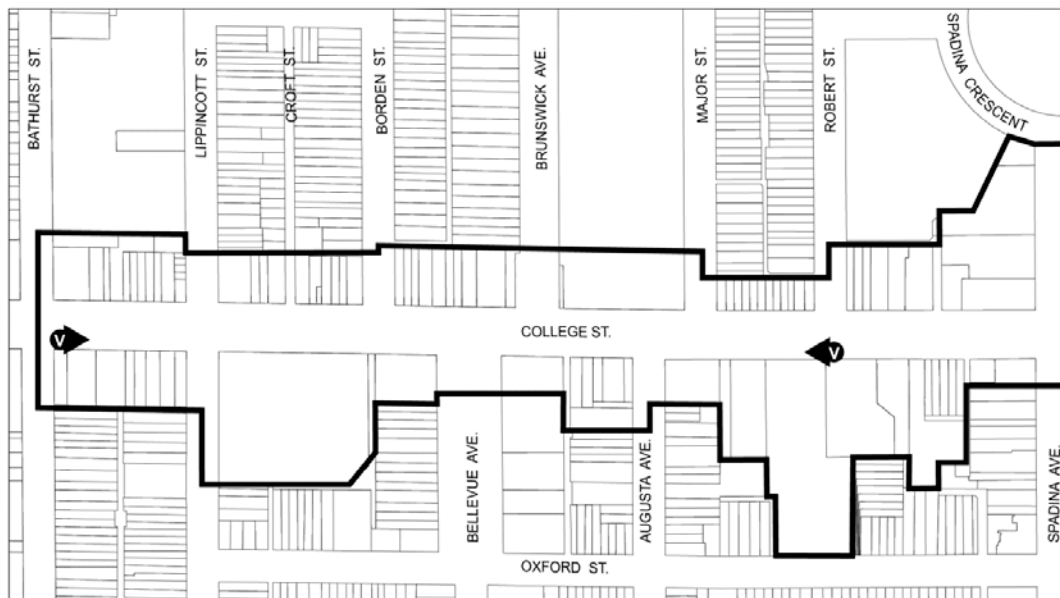 BATHURST ST.
LIPPINCOTT ST.
CROFT ST.
BORDEN ST.
BRUNSWICK AVE.
MAJOR ST.
ROBERT ST.
SPADINA CRESCENT
COLLEGE ST.
V
V
BELLEVUE AVE.
AUGUSTA AVE.
SPADINA AVE.
OXFORD ST.